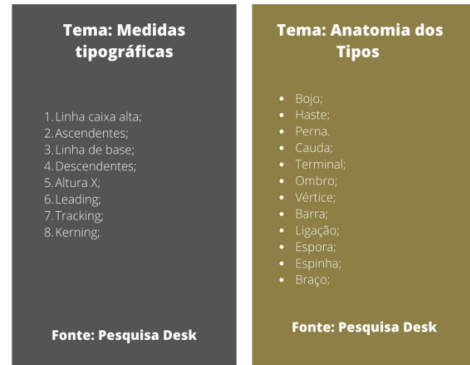 Tema: Medidas
tipográficas
1. Linha caixa alta;
2. Ascendentes;
3. Linha de base;
4. Descendentes;
5. Altura X;
6. Leading;
7. Tracking;
8. Kerning;
Fonte: Pesquisa Desk
Tema: Anatomia dos
Tipos
• Bojo;
• Haste;
• Perna.
• Cauda;
• Terminal;
• Ombro;
• Vértice;
• Barra;
• Ligação;
• Espora;
• Espinha;
• Braço;
Fonte: Pesquisa Desk